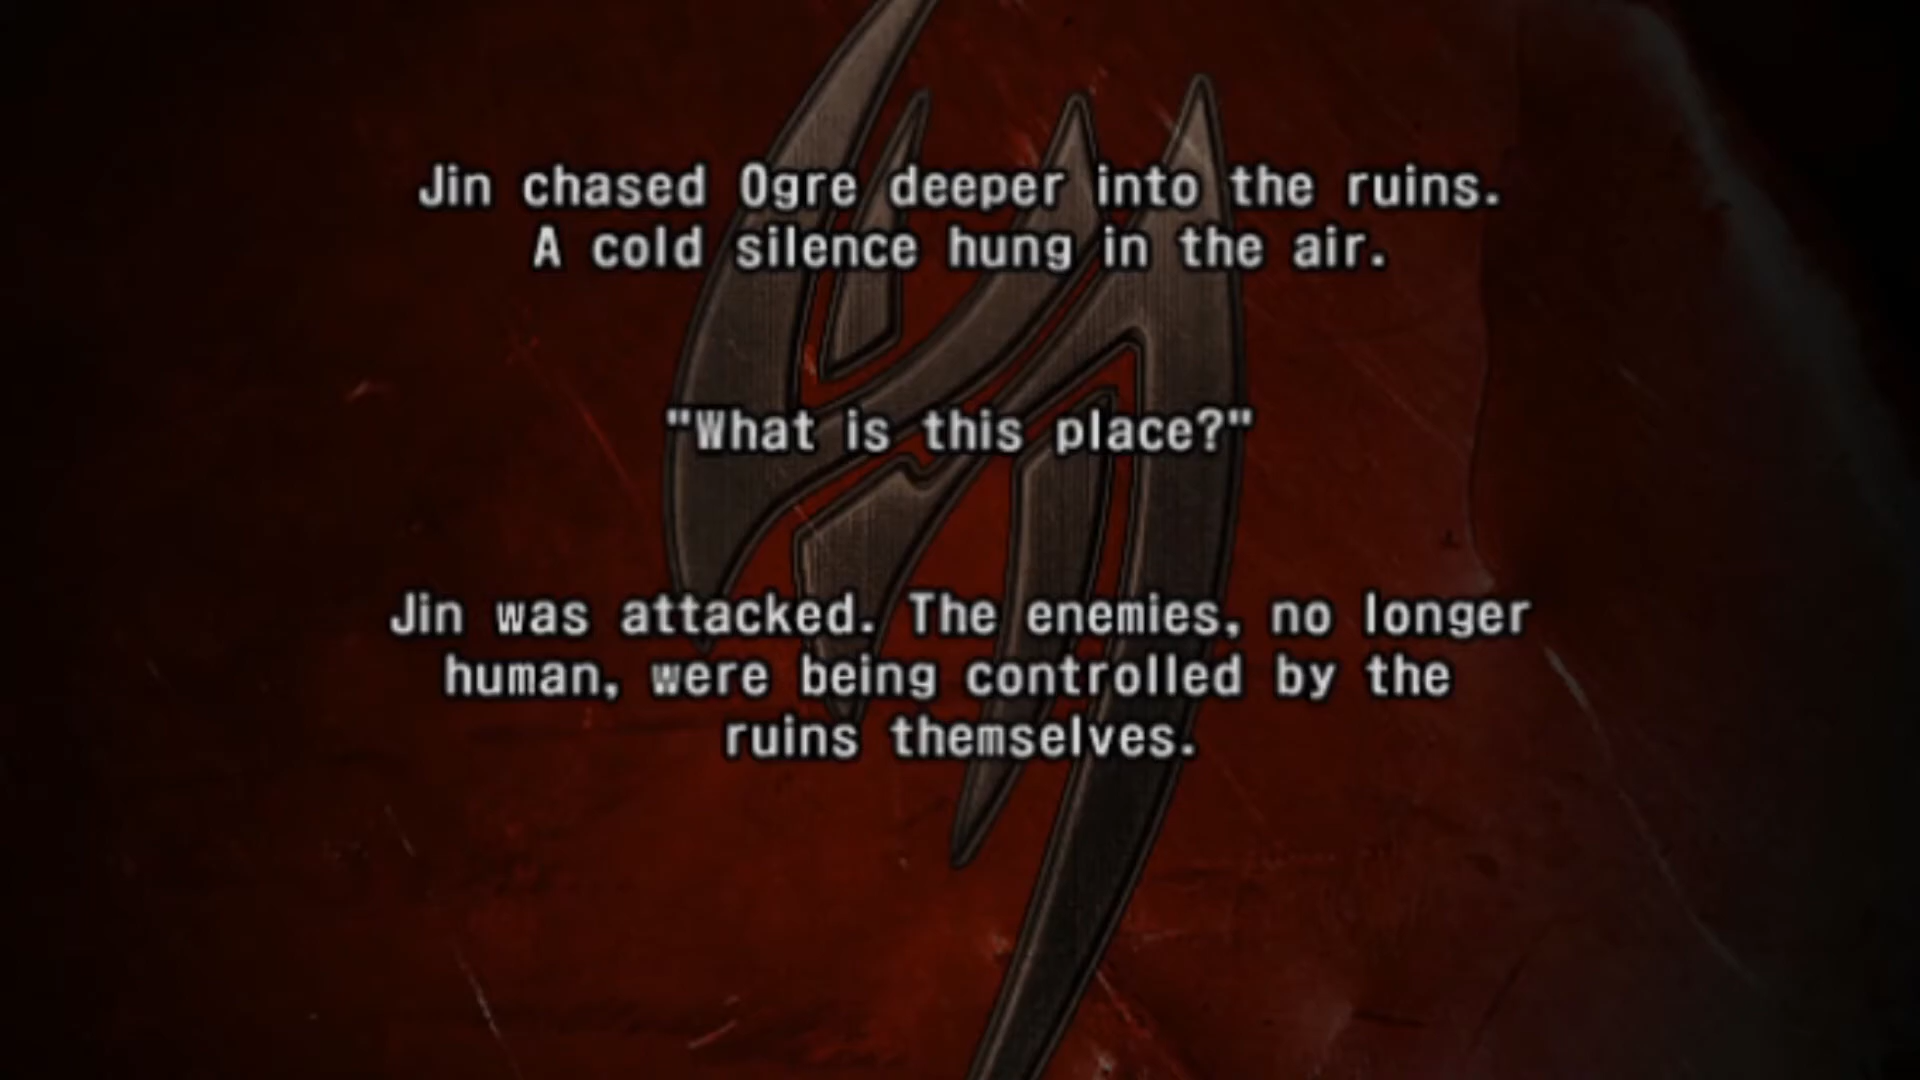 Jin chased Ogre deeper into the ruins.
A cold silence hung in the air.
"What is this place?"
Jin was attacked. The enemies, no longer
human, were being controlled by the
ruins themselves.